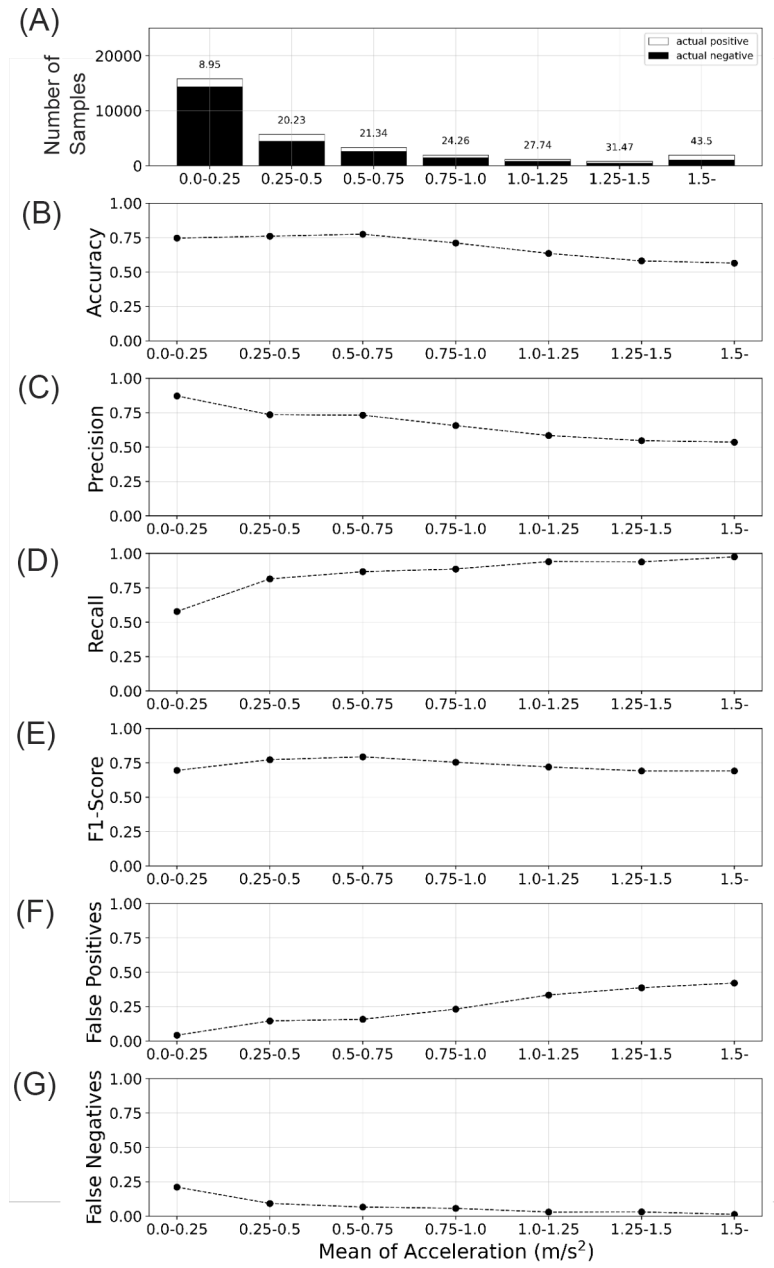 (A)
Number of
Samples
20000
10000
0
8.95
20.23
21.34
24.26
27.74
31.47
43.5
actual positive
actual negative
0.0-0.25 0.25-0.5 0.5-0.75 0.75-1.0 1.0-1.25 1.25-1.5 1.5-
(B)
Accuracy
1.00
0.75
0.50
0.25
0.00
0.0-0.25 0.25-0.5 0.5-0.75 0.75-1.0 1.0-1.25 1.25-1.5 1.5-
(C)
Precision
1.00
0.75
0.50
0.25
0.00
0.0-0.25 0.25-0.5 0.5-0.75 0.75-1.0 1.0-1.25 1.25-1.5 1.5-
(D)
Recall
1.00
0.75
0.50
0.25
0.00
0.0-0.25 0.25-0.5 0.5-0.75 0.75-1.0 1.0-1.25 1.25-1.5 1.5-
(E)
F1-Score
1.00
0.75
0.50
0.25
0.00
0.0-0.25 0.25-0.5 0.5-0.75 0.75-1.0 1.0-1.25 1.25-1.5 1.5-
(F)
False Positives
1.00
0.75
0.50
0.25
0.00
0.0-0.25 0.25-0.5 0.5-0.75 0.75-1.0 1.0-1.25 1.25-1.5 1.5-
(G)
False Negatives
1.00
0.75
0.50
0.25
0.00
0.0-0.25 0.25-0.5 0.5-0.75 0.75-1.0 1.0-1.25 1.25-1.5 1.5-
Mean of Acceleration (m/s²)